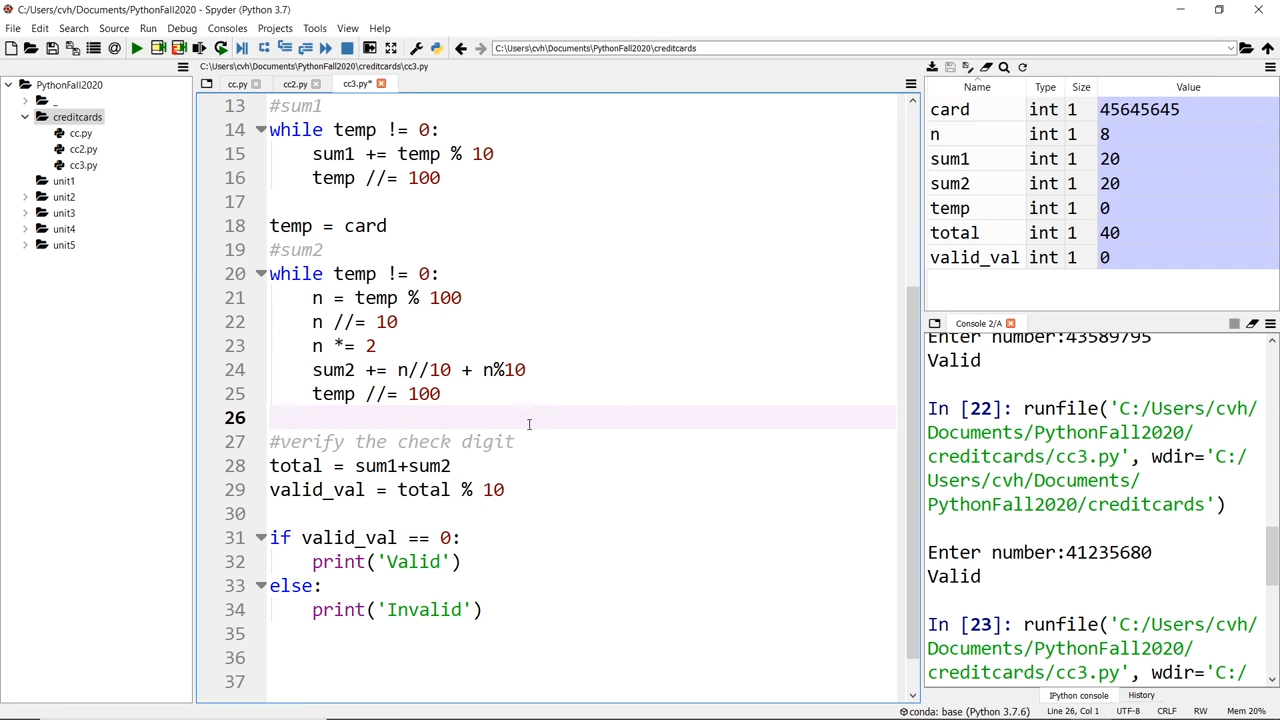 C:/Users/cvh/Documents/PythonFall2020 - Spyder (Python 3.7)
File Edit Search Source Run Debug Consoles Projects Tools View Help
C:\Users\cvh\Documents\PythonFall2020\creditcards
C:\Users\cvh\Documents\PythonFall2020\creditcards\cc3.py
PythonFall2020
_
creditcards
cc.py
cc2.py
cc3.py
unit1
unit2
unit3
unit4
unit5
cc.py cc2.py cc3.py*
13 #sum1
14 while temp != 0:
15 sum1 += temp % 10
16 temp //= 100
17
18 temp = card
19 #sum2
20 while temp != 0:
21 n = temp % 100
22 n //= 10
23 n *= 2
24 sum2 += n//10 + n%10
25 temp //= 100
26
27 #verify the check digit
28 total = sum1+sum2
29 valid_val = total % 10
30
31 if valid_val == 0:
32 print('Valid')
33 else:
34 print('Invalid')
35
36
37
Name Type Size Value
card int 1 45645645
n int 1 8
sum1 int 1 20
sum2 int 1 20
temp int 1 0
total int 1 40
valid_val int 1 0
Console 2/A
Enter number:43589795
Valid
In [22]: runfile('C:/Users/cvh/
Documents/PythonFall2020/
creditcards/cc3.py', wdir='C:/
Users/cvh/Documents/
PythonFall2020/creditcards')
Enter number:41235680
Valid
In [23]: runfile('C:/Users/cvh/
Documents/PythonFall2020/
creditcards/cc3.py', wdir='C:/
IPython console History
conda: base (Python 3.7.6) Line 26, Col 1 UTF-8 CRLF RW Mem 20%